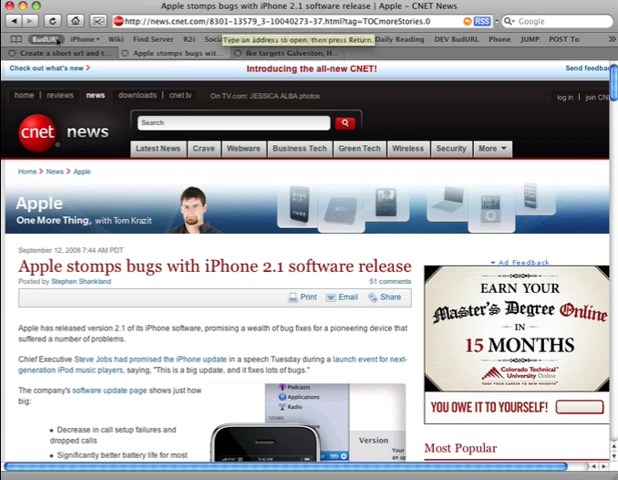 Apple stomps bugs with iPhone 2.1 software release | Apple - CNET News
http://news.cnet.com/8301-13579_3-10040273-37.html?tag=TOCmoreStories.0
Google
BudURL iPhone Wiki Find R2i Type an address to open, then press Return. Daily Reading DEV BudURL Phone JUMP POST To
Create a short url and t... Apple stomps bugs wit... Ike targets Galveston, H...
Check out what's new > Introducing the all-new CNET! Send feedba
home | reviews news downloads | cnet tv On TV.com: JESSICA ALBA photos log in | join CN
cnet news
Search
Latest News Crave Webware Business Tech Green Tech Wireless Security More
Home > News > Apple
Apple
One More Thing, with Tom Krazit
September 12, 2008 7:44 AM PDT
Apple stomps bugs with iPhone 2.1 software release
Posted by Stephen Shankland 51 comments
Print Email Share
Apple has released version 2.1 of its iPhone software, promising a wealth of bug fixes for a pioneering device that
suffered a number of problems.
Chief Executive Steve Jobs had promised the iPhone update in a speech Tuesday during a launch event for next-
generation iPod music players, saying, "This is a big update, and it fixes lots of bugs."
The company's software update page shows just how
big:
Decrease in call setup failures and
dropped calls
Significantly better battery life for most
Podcasts
Applications
Radio
Version
Ad Feedback
EARN YOUR
Master's Degree Online
IN
15 MONTHS
Colorado Technical
University Online
TAKE YOUR CAREER TO NEW HEIGHTS
YOU OWE IT TO YOURSELF!
Most Popular